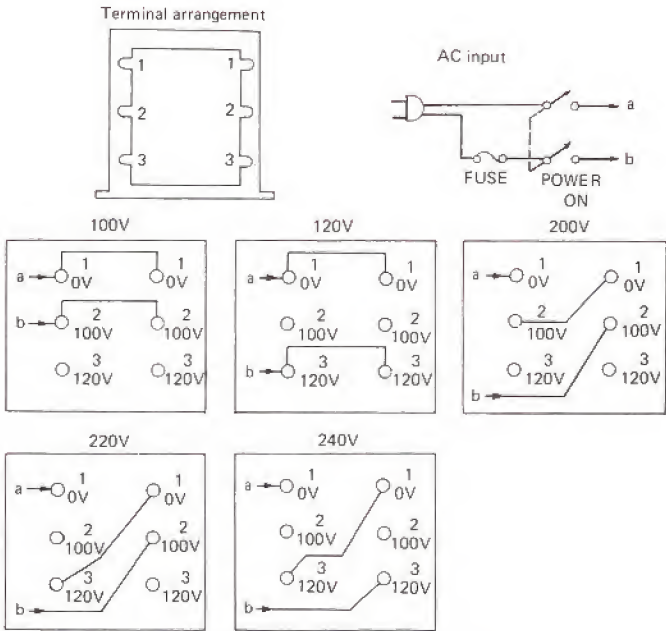 Terminal arrangement
1 1
2 2
3 3
AC input
a
b
FUSE POWER
ON
100V
a 1 1
0V 0V
b 2 2
100V 100V
3 3
120V 120V
120V
a 1 1
0V 0V
2 2
100V 100V
b 3 3
120V 120V
200V
a 1 1
0V 0V
2 2
100V 100V
3 3
120V 120V
b
220V
a 1 1
0V 0V
2 2
100V 100V
3 3
120V 120V
b
240V
a 1 1
0V 0V
2 2
100V 100V
3 3
120V 120V
b